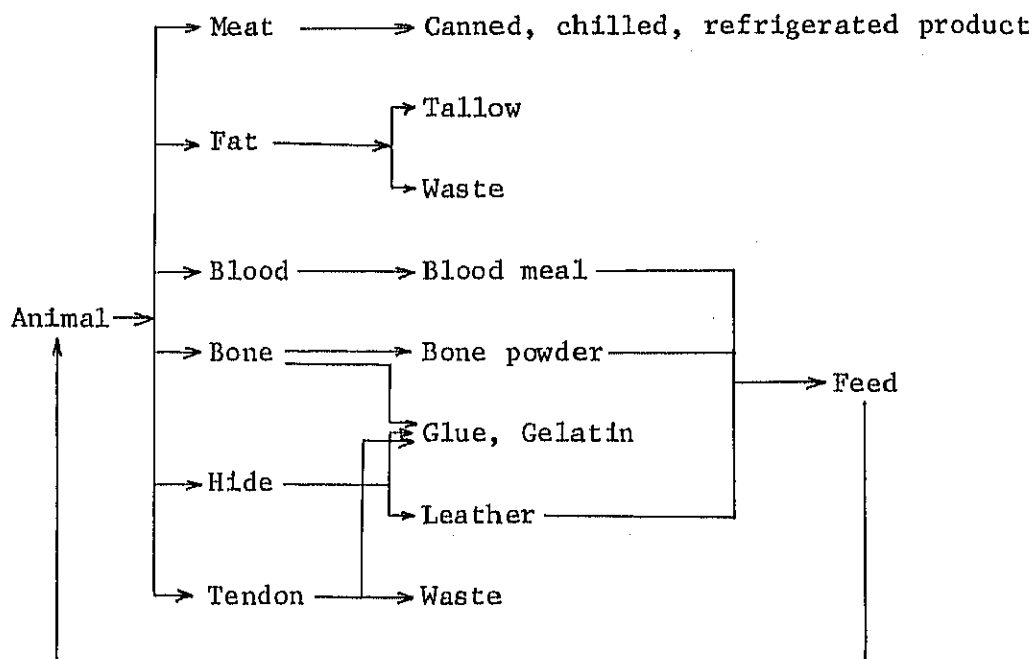 Meat Canned, chilled, refrigerated product
Tallow
Fat
Waste
Blood Blood meal
Animal
Bone Bone powder
Feed
Glue, Gelatin
Hide
Leather
Tendon Waste